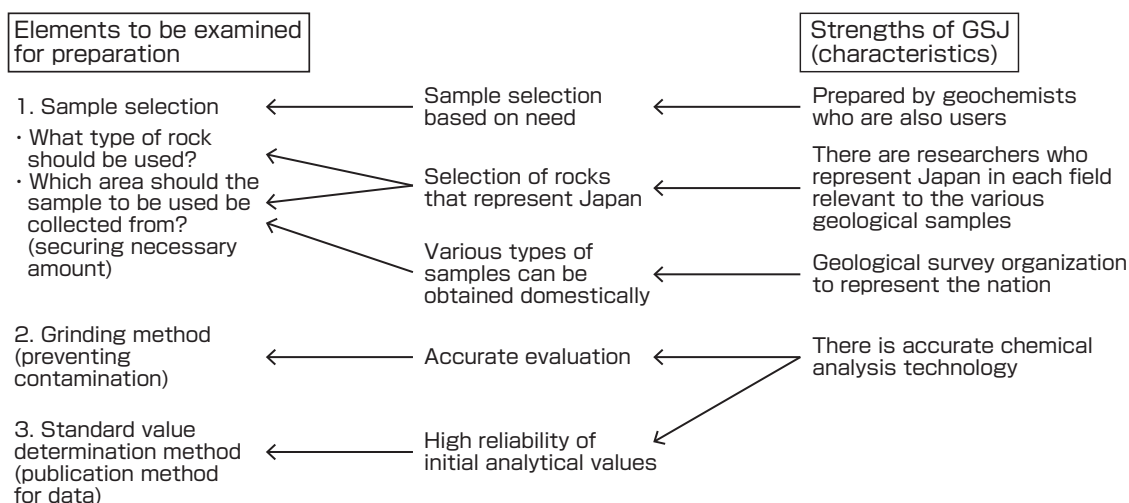 Elements to be examined
for preparation
1. Sample selection
・What type of rock
should be used?
・Which area should the
sample to be used be
collected from?
(securing necessary
amount)
2. Grinding method
(preventing
contamination)
3. Standard value
determination method
(publication method
for data)
Sample selection
based on need
Selection of rocks
that represent Japan
Various types of
samples can be
obtained domestically
Accurate evaluation
High reliability of
initial analytical values
Strengths of GSJ
(characteristics)
Prepared by geochemists
who are also users
There are researchers who
represent Japan in each field
relevant to the various
geological samples
Geological survey organization
to represent the nation
There is accurate chemical
analysis technology